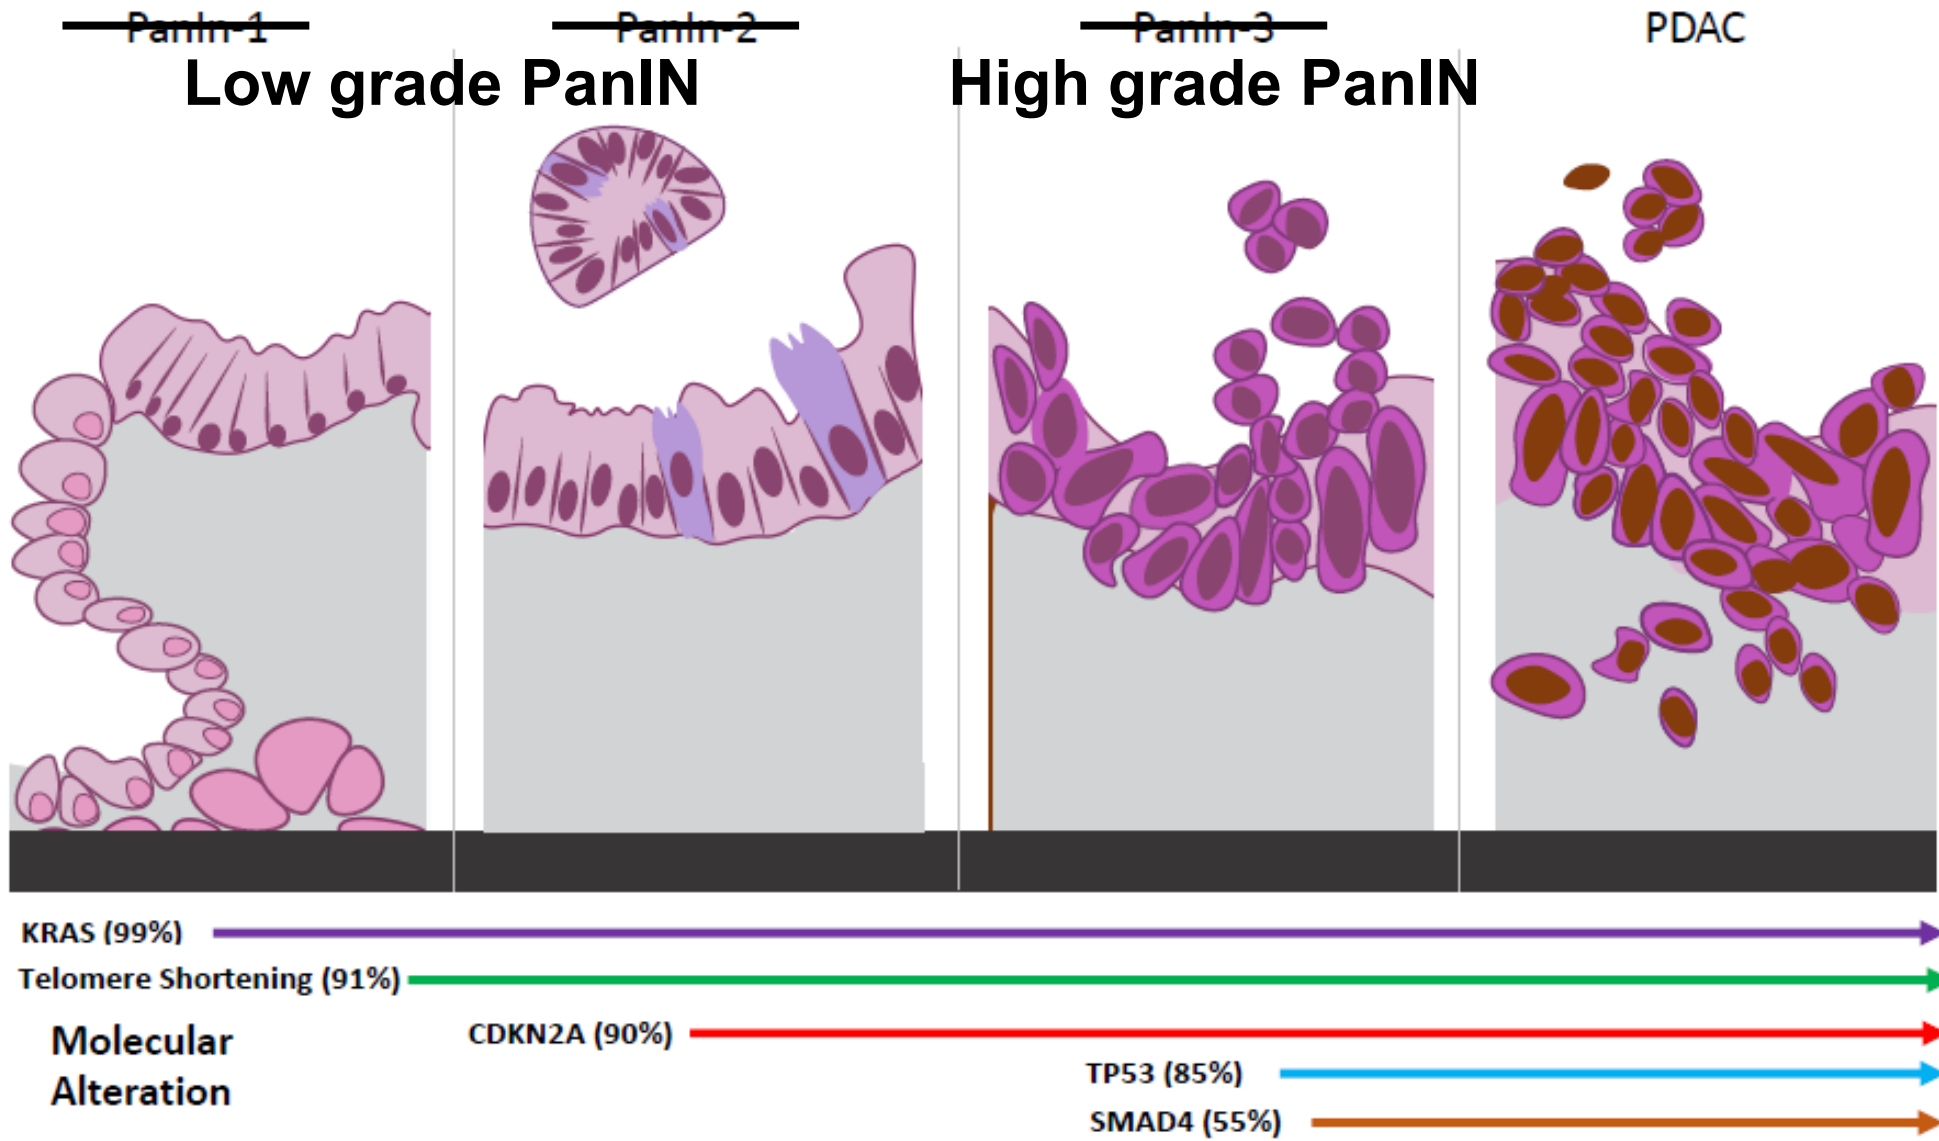 PanIn-1
PanIn-2
PanIn-3
PDAC
Low grade PanIN
High grade PanIN
KRAS (99%)
Telomere Shortening (91%)
Molecular
Alteration
CDKN2A (90%)
TP53 (85%)
SMAD4 (55%)